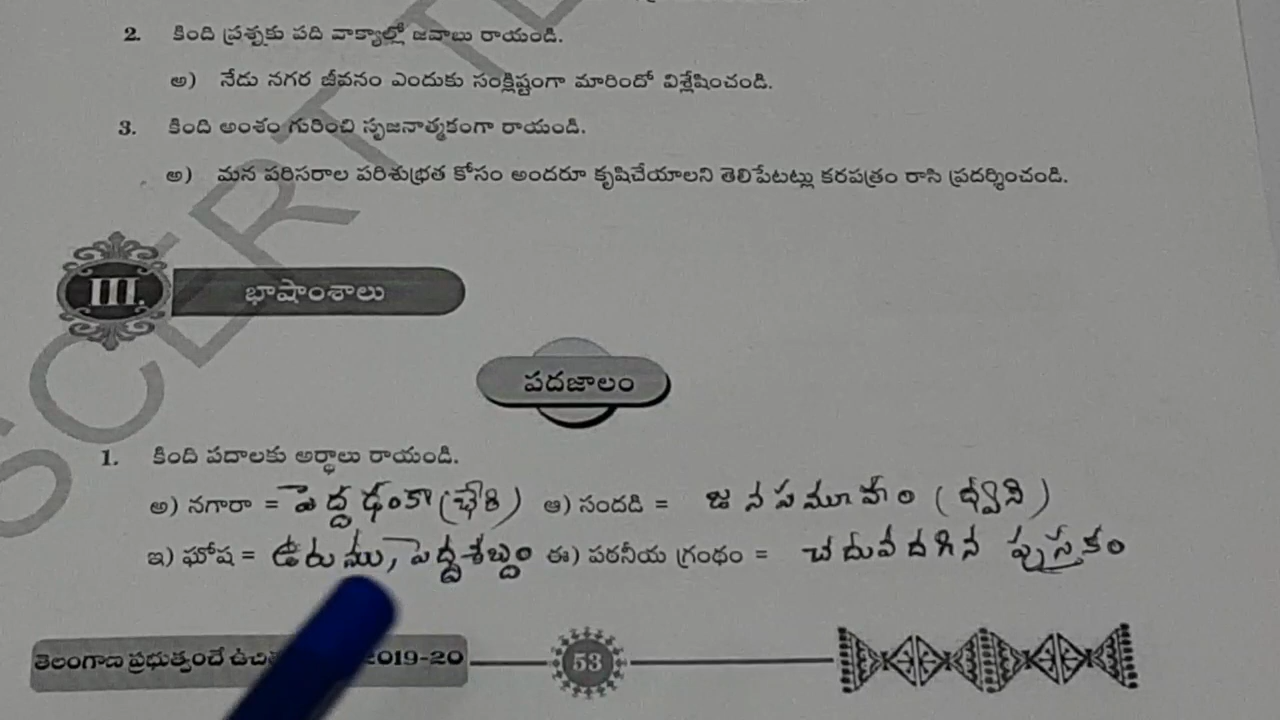 2. కింది ప్రశ్నకు పది వాక్యాల్లో జవాబు రాయండి.
అ) నేడు నగర జీవనం ఎందుకు సంక్లిష్టంగా మారిందో విశ్లేషించండి.
3. కింది అంశం గురించి సృజనాత్మకంగా రాయండి.
అ) మన పరిసరాల పరిశుభ్రత కోసం అందరూ కృషిచేయాలని తెలిపేటట్లు కరపత్రం రాసి ప్రదర్శించండి.
III. భాషాంశాలు
పదజాలం
1. కింది పదాలకు అర్థాలు రాయండి.
అ) నగారా = పెద్ద ఢంకా (భేరి) ఆ) సందడి = జనసమూహం (ధ్వని)
ఇ) ఘోష = ఉరుము, పెద్దశబ్దం ఈ) పఠనీయ గ్రంథం = చదువదగిన పుస్తకం
తెలంగాణ ప్రభుత్వంచే 2019-20
53
SCERT